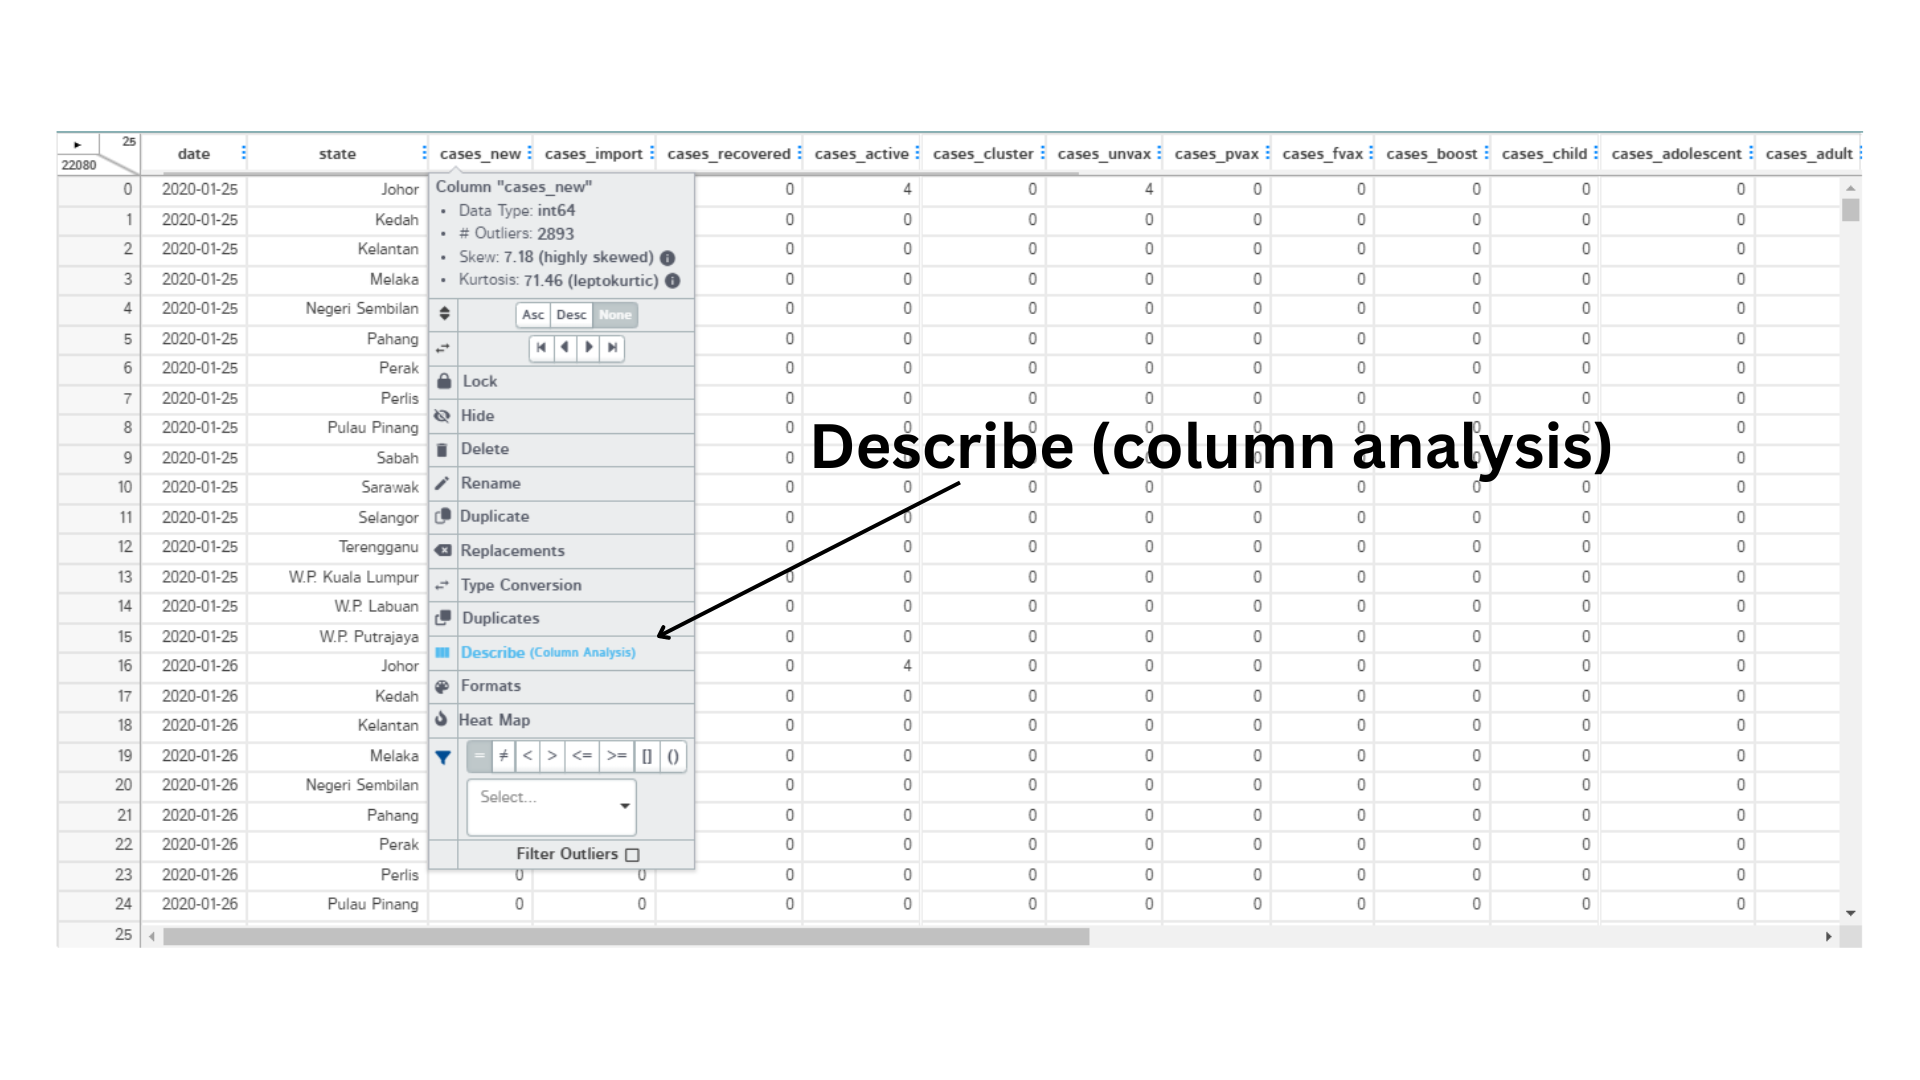 25
22080
date state cases_new cases_import cases_recovered cases_active cases_cluster cases_unvax cases_pvax cases_fvax cases_boost cases_child cases_adolescent cases_adult
0 2020-01-25 Johor 0 4 0 4 0 0 0 0 0
1 2020-01-25 Kedah 0 0 0 0 0 0 0 0 0
2 2020-01-25 Kelantan 0 0 0 0 0 0 0 0 0
3 2020-01-25 Melaka 0 0 0 0 0 0 0 0 0
4 2020-01-25 Negeri Sembilan 0 0 0 0 0 0 0 0 0
5 2020-01-25 Pahang 0 0 0 0 0 0 0 0 0
6 2020-01-25 Perak 0 0 0 0 0 0 0 0 0
7 2020-01-25 Perlis 0 0 0 0 0 0 0 0 0
8 2020-01-25 Pulau Pinang 0 0 0 0 0 0 0 0 0
9 2020-01-25 Sabah 0 0 0 0
10 2020-01-25 Sarawak 0 0 0 0 0 0 0 0 0
11 2020-01-25 Selangor 0 0 0 0 0 0 0 0 0
12 2020-01-25 Terengganu 0 0 0 0 0 0 0 0 0
13 2020-01-25 W.P. Kuala Lumpur 0 0 0 0 0 0 0 0 0
14 2020-01-25 W.P. Labuan 0 0 0 0 0 0 0 0 0
15 2020-01-25 W.P. Putrajaya 0 0 0 0 0 0 0 0 0
16 2020-01-26 Johor 0 4 0 0 0 0 0 0 0
17 2020-01-26 Kedah 0 0 0 0 0 0 0 0 0
18 2020-01-26 Kelantan 0 0 0 0 0 0 0 0 0
19 2020-01-26 Melaka 0 0 0 0 0 0 0 0 0
20 2020-01-26 Negeri Sembilan 0 0 0 0 0 0 0 0 0
21 2020-01-26 Pahang 0 0 0 0 0 0 0 0 0
22 2020-01-26 Perak 0 0 0 0 0 0 0 0 0
23 2020-01-26 Perlis 0 0 0 0 0 0 0 0 0 0 0
24 2020-01-26 Pulau Pinang 0 0 0 0 0 0 0 0 0 0 0
25
Column "cases_new"
• Data Type: int64
• # Outliers: 2893
• Skew: 7.18 (highly skewed)
• Kurtosis: 71.46 (leptokurtic)
Asc Desc None
Lock
Hide
Delete
Rename
Duplicate
Replacements
Type Conversion
Duplicates
Describe (Column Analysis)
Formats
Heat Map
= ≠ < > <= >= [] ()
Select...
Filter Outliers
Describe (column analysis)